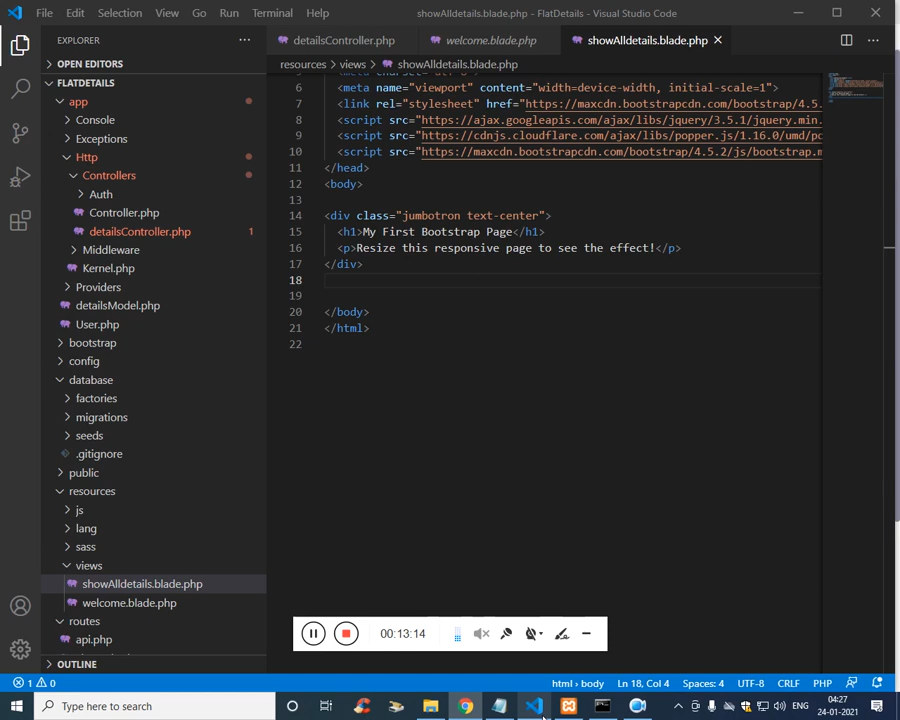 File Edit Selection View Go Run Terminal Help showAlldetails.blade.php - FlatDetails - Visual Studio Code
EXPLORER ··· detailsController.php welcome.blade.php showAlldetails.blade.php
OPEN EDITORS
resources > views > showAlldetails.blade.php
FLATDETAILS
app
Console
Exceptions
Http
Controllers
Auth
Controller.php
detailsController.php 1
Middleware
Kernel.php
Providers
detailsModel.php
User.php
bootstrap
config
database
factories
migrations
seeds
.gitignore
public
resources
js
lang
sass
views
showAlldetails.blade.php
welcome.blade.php
routes
api.php
OUTLINE
6 <meta name="viewport" content="width=device-width, initial-scale=1">
7 <link rel="stylesheet" href="https://maxcdn.bootstrapcdn.com/bootstrap/4.5.
8 <script src="https://ajax.googleapis.com/ajax/libs/jquery/3.5.1/jquery.min.
9 <script src="https://cdnjs.cloudflare.com/ajax/libs/popper.js/1.16.0/umd/po
10 <script src="https://maxcdn.bootstrapcdn.com/bootstrap/4.5.2/js/bootstrap.m
11 </head>
12 <body>
13
14 <div class="jumbotron text-center">
15 <h1>My First Bootstrap Page</h1>
16 <p>Resize this responsive page to see the effect!</p>
17 </div>
18
19
20 </body>
21 </html>
22
00:13:14
1 0 html > body Ln 18, Col 4 Spaces: 4 UTF-8 CRLF PHP
Type here to search
ENG 04:27
24-01-2021